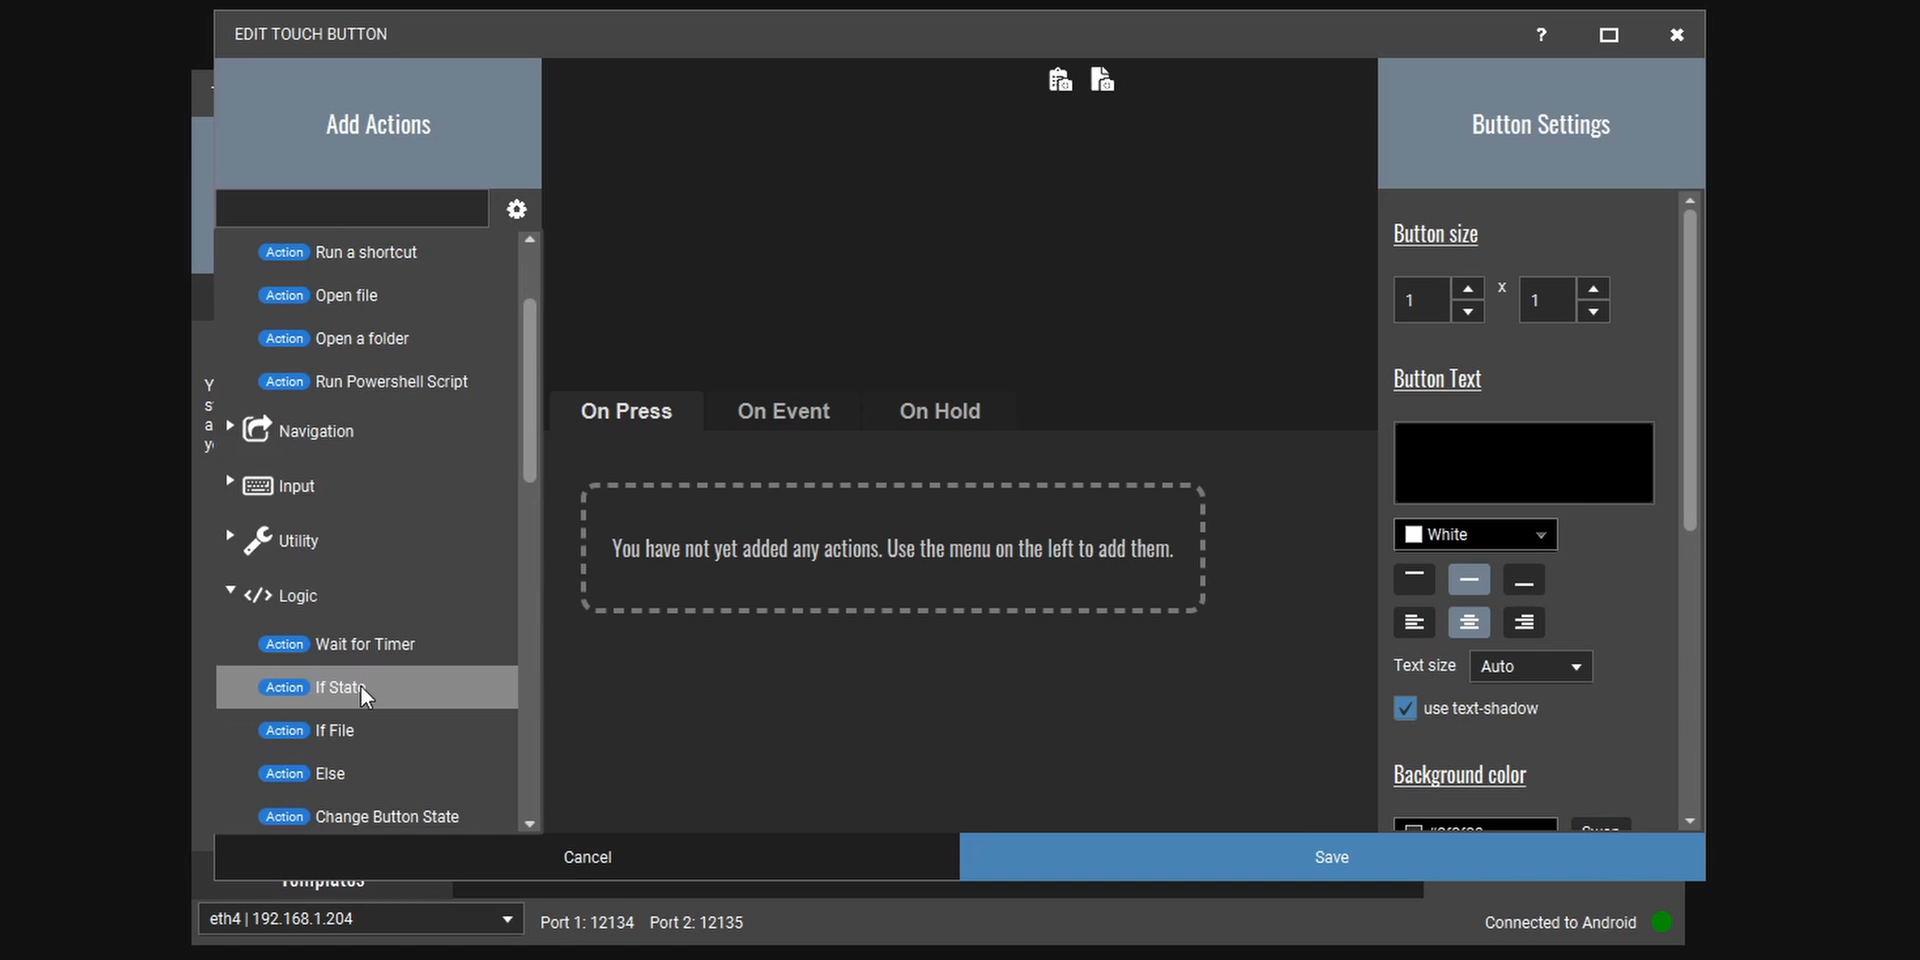 EDIT TOUCH BUTTON
?
Add Actions
Button Settings
Action Run a shortcut
Action Open file
Action Open a folder
Action Run Powershell Script
Navigation
Input
Utility
</> Logic
Action Wait for Timer
Action If State
Action If File
Action Else
Action Change Button State
On Press
On Event
On Hold
You have not yet added any actions. Use the menu on the left to add them.
Button size
1 x 1
Button Text
White
Text size Auto
use text-shadow
Background color
Cancel
Save
Templates
eth4 | 192.168.1.204
Port 1: 12134 Port 2: 12135
Connected to Android